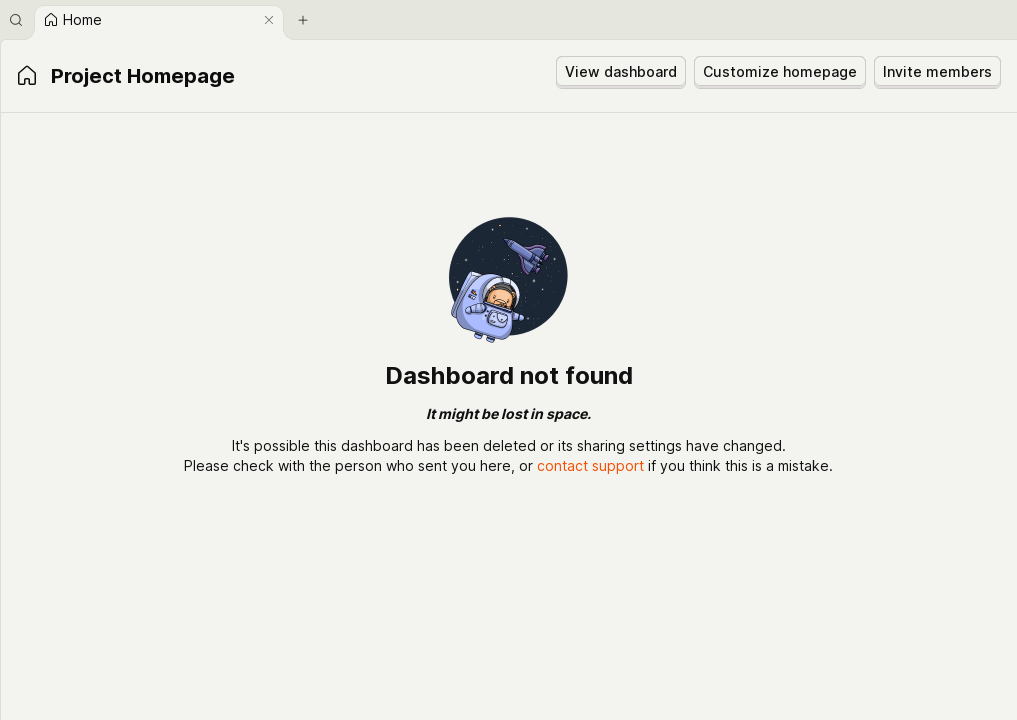 Home
Project Homepage
View dashboard
Customize homepage
Invite members
Dashboard not found
It might be lost in space.
It's possible this dashboard has been deleted or its sharing settings have changed.
Please check with the person who sent you here, or contact support if you think this is a mistake.